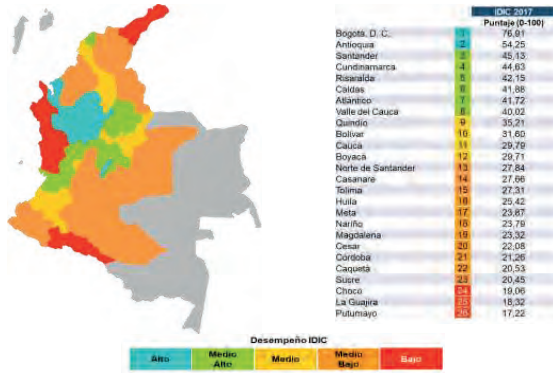 IDIC 2017
Puntaje (0-100)
Bogotá, D. C. 1 76,91
Antioquia 2 54,25
Santander 3 45,13
Cundinamarca 4 44,63
Risaralda 5 42,15
Caldas 6 41,88
Atlántico 7 41,72
Valle del Cauca 8 40,02
Quindío 9 35,21
Bolívar 10 31,60
Cauca 11 29,79
Boyacá 12 29,71
Norte de Santander 13 27,84
Casanare 14 27,66
Tolima 15 27,31
Huila 16 25,42
Meta 17 23,87
Nariño 18 23,79
Magdalena 19 23,32
Cesar 20 22,08
Córdoba 21 21,26
Caquetá 22 20,53
Sucre 23 20,45
Chocó 24 19,06
La Guajira 25 18,32
Putumayo 26 17,22
Desempeño IDIC
Alto
Medio Alto
Medio
Medio Bajo
Bajo